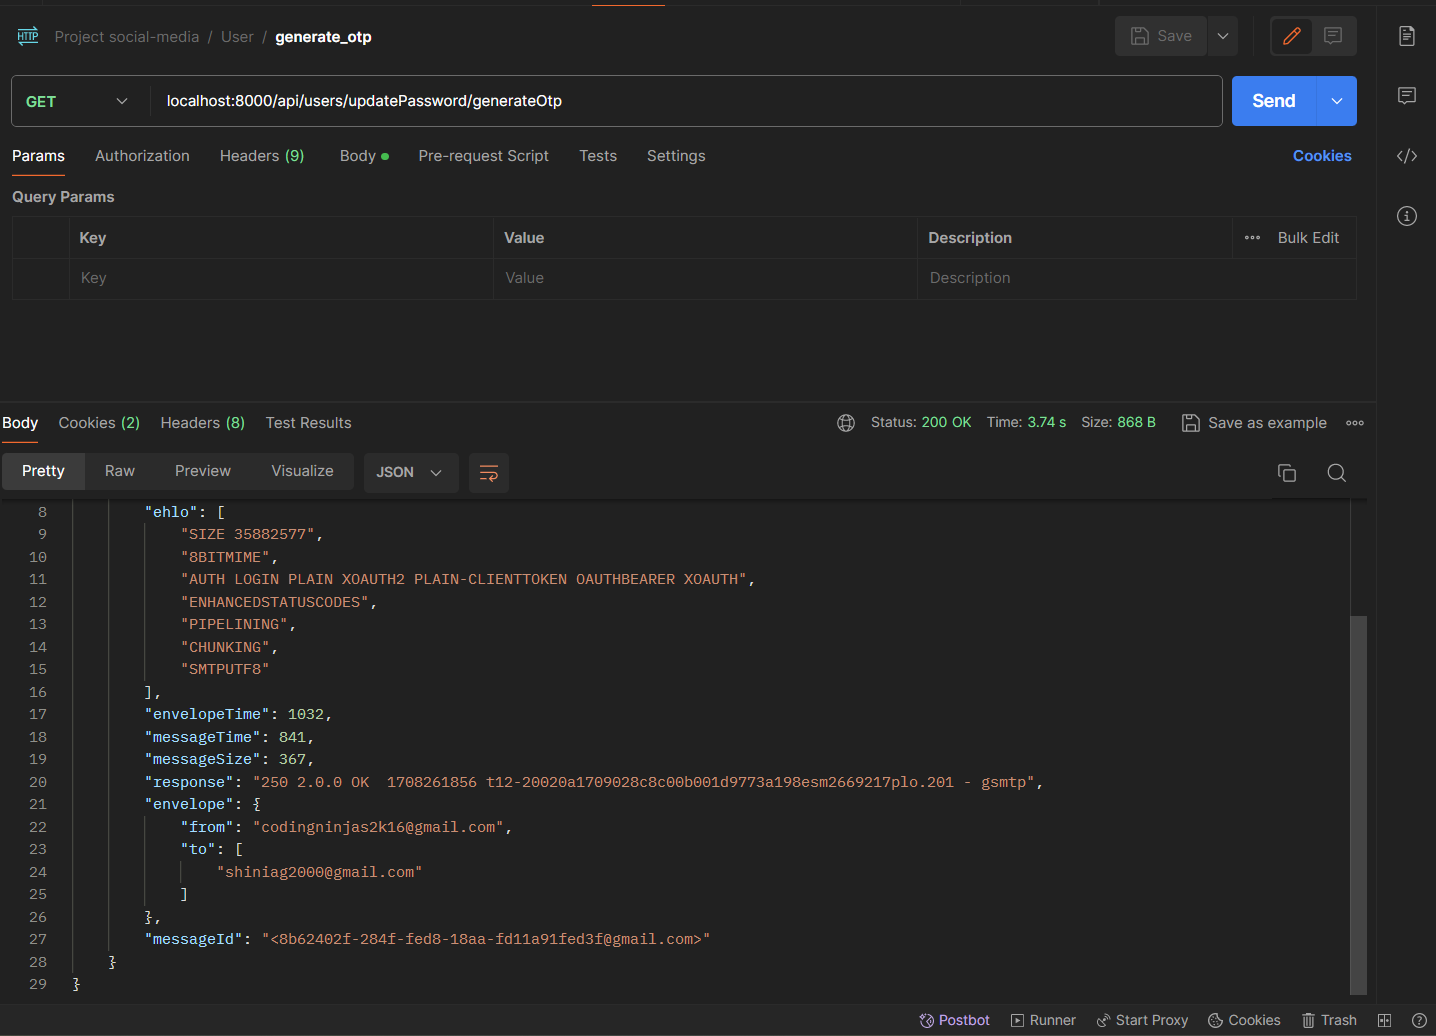 HTTP Project social-media / User / generate_otp Save
GET localhost:8000/api/users/updatePassword/generateOtp Send
Params Authorization Headers (9) Body Pre-request Script Tests Settings Cookies
Query Params
Key Value Description ••• Bulk Edit
Key Value Description
Body Cookies (2) Headers (8) Test Results Status: 200 OK Time: 3.74 s Size: 868 B Save as example •••
Pretty Raw Preview Visualize JSON
8 "ehlo": [
9 "SIZE 35882577",
10 "8BITMIME",
11 "AUTH LOGIN PLAIN XOAUTH2 PLAIN-CLIENTTOKEN OAUTHBEARER XOAUTH",
12 "ENHANCEDSTATUSCODES",
13 "PIPELINING",
14 "CHUNKING",
15 "SMTPUTF8"
16 ],
17 "envelopeTime": 1032,
18 "messageTime": 841,
19 "messageSize": 367,
20 "response": "250 2.0.0 OK  1708261856 t12-20020a1709028c8c00b001d9773a198esm2669217plo.201 - gsmtp",
21 "envelope": {
22 "from": "codingninjas2k16@gmail.com",
23 "to": [
24 "shiniag2000@gmail.com"
25 ]
26 },
27 "messageId": "<8b62402f-284f-fed8-18aa-fd11a91fed3f@gmail.com>"
28 }
29 }
Postbot Runner Start Proxy Cookies Trash